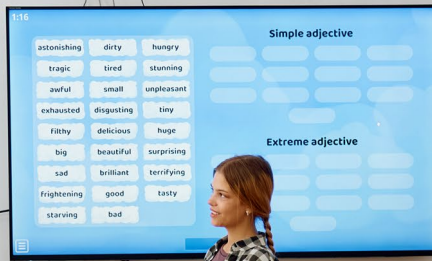 1:16
Simple adjective
astonishing dirty hungry
tragic tired stunning
awful small unpleasant
exhausted disgusting tiny
filthy delicious huge
big beautiful surprising
sad brilliant terrifying
frightening good tasty
starving bad
Extreme adjective